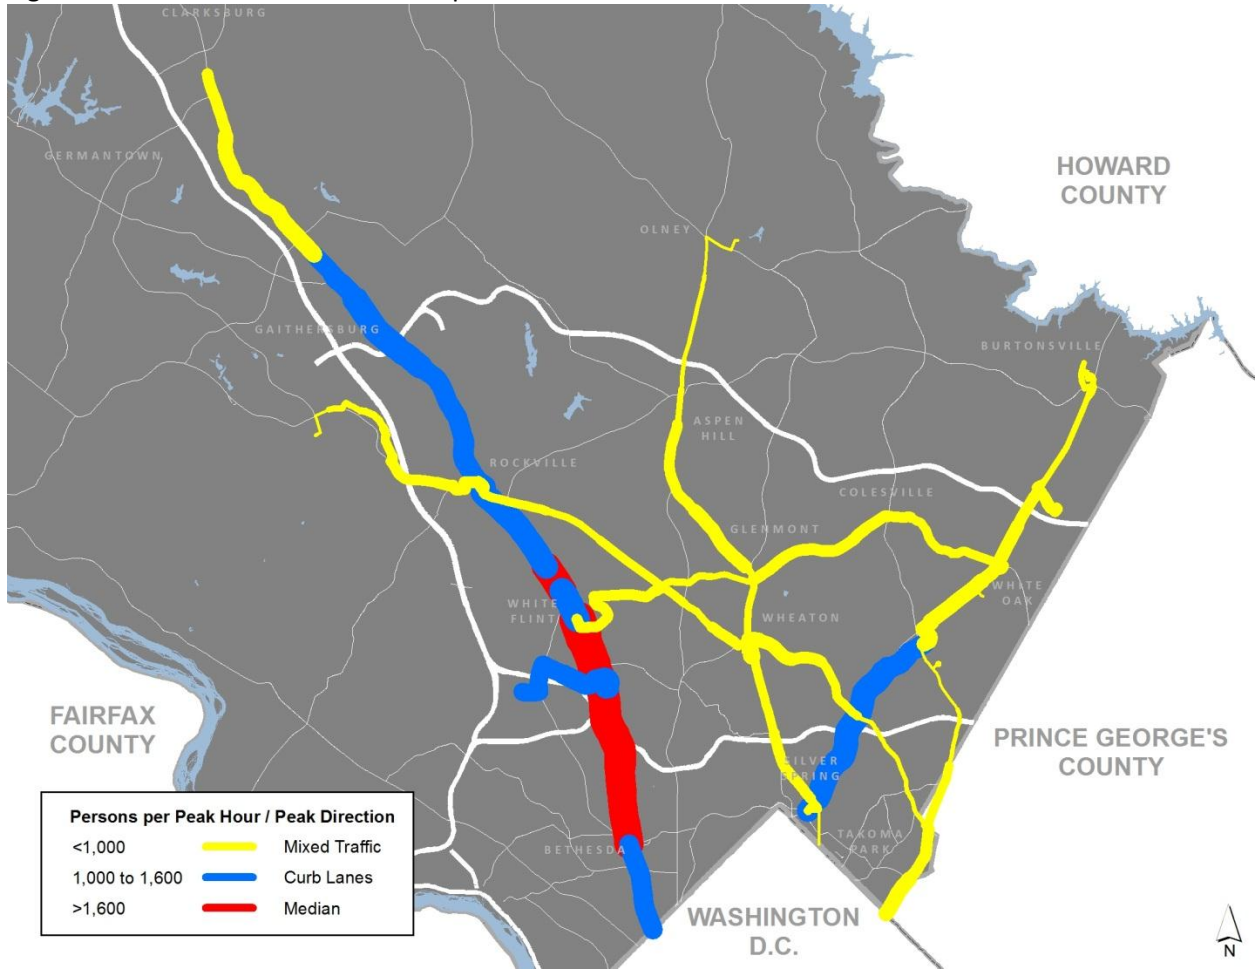 CLARKSBURG
GERMANTOWN
HOWARD
COUNTY
OLNEY
GAITHERSBURG
BURTONSVILLE
ASPEN
HILL
ROCKVILLE
COLESVILLE
GLENMONT
WHITE
OAK
WHITE
FLINT
WHEATON
FAIRFAX
COUNTY
PRINCE GEORGE'S
COUNTY
SILVER
SPRING
TAKOMA
PARK
BETHESDA
WASHINGTON
D.C.
Persons per Peak Hour / Peak Direction
<1,000 Mixed Traffic
1,000 to 1,600 Curb Lanes
>1,600 Median
N